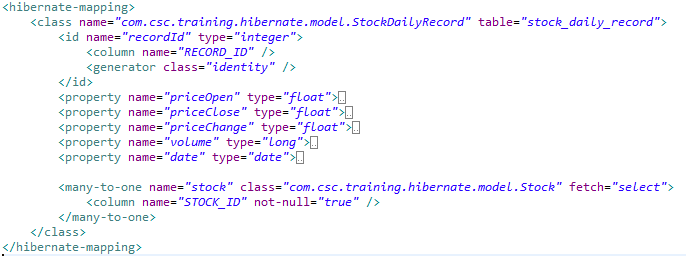 <hibernate-mapping>
<class name="com.csc.training.hibernate.model.StockDailyRecord" table="stock_daily_record">
<id name="recordId" type="integer">
<column name="RECORD_ID" />
<generator class="identity" />
</id>
<property name="priceOpen" type="float">..
<property name="priceClose" type="float">..
<property name="priceChange" type="float">..
<property name="volume" type="long">..
<property name="date" type="date">..
<many-to-one name="stock" class="com.csc.training.hibernate.model.Stock" fetch="select">
<column name="STOCK_ID" not-null="true" />
</many-to-one>
</class>
</hibernate-mapping>